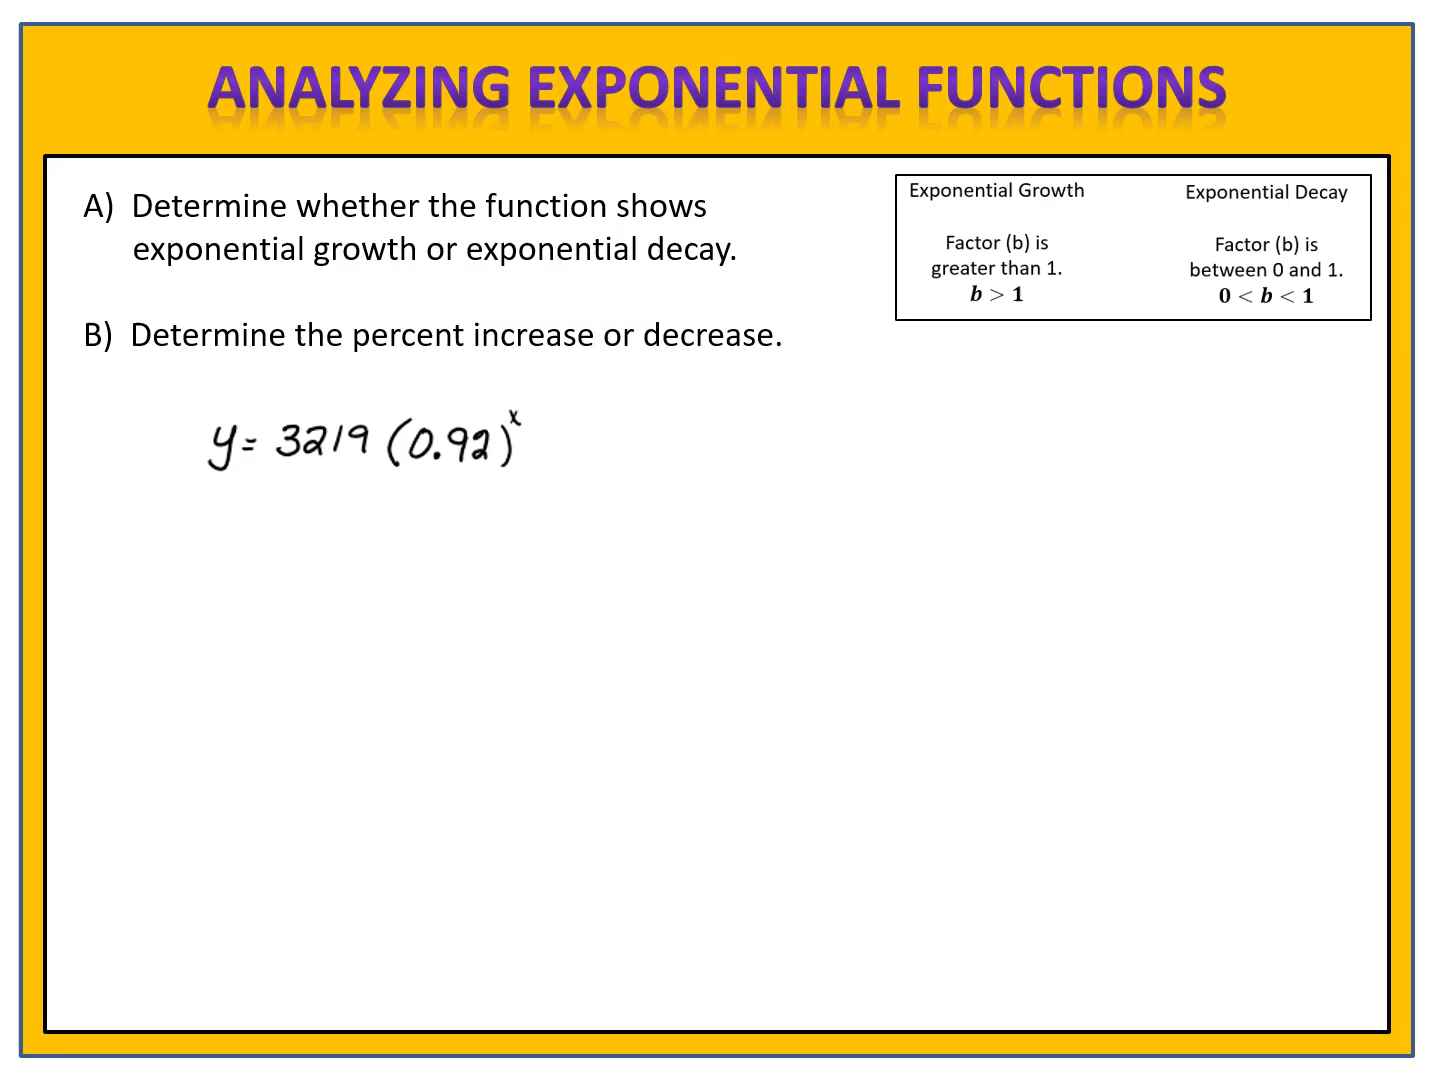 ANALYZING EXPONENTIAL FUNCTIONS
A) Determine whether the function shows
exponential growth or exponential decay.
B) Determine the percent increase or decrease.
Exponential Growth
Factor (b) is
greater than 1.
b > 1
Exponential Decay
Factor (b) is
between 0 and 1.
0 < b < 1
y = 3219 (0.92)^x